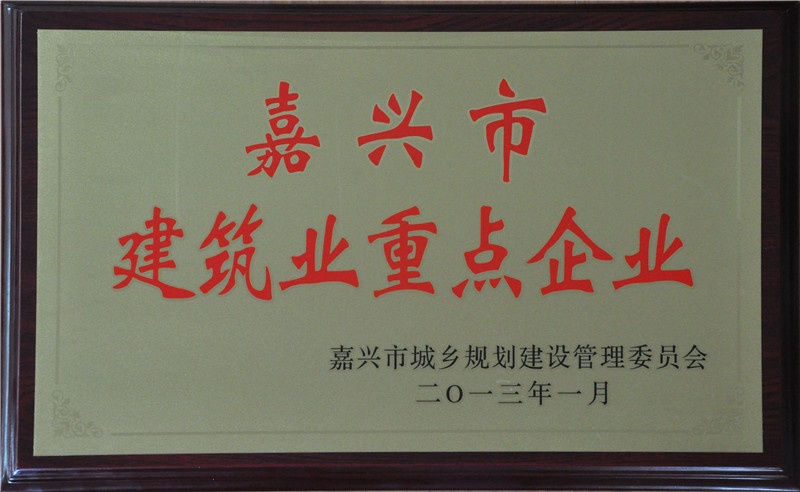 嘉兴市
建筑业重点企业
嘉兴市城乡规划建设管理委员会
二O一三年一月